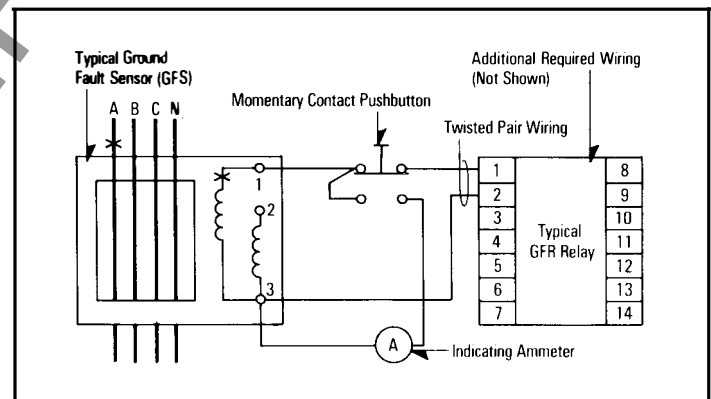 Typical Ground
Fault Sensor (GFS)
A B C N
Momentary Contact Pushbutton
Additional Required Wiring
(Not Shown)
Twisted Pair Wiring
1
2
3
1
2
3
4
5
6
7
Typical
GFR Relay
8
9
10
11
12
13
14
A
Indicating Ammeter